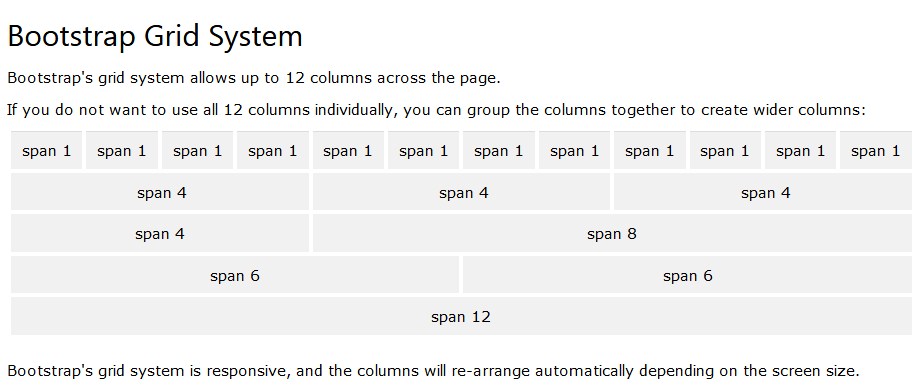 Bootstrap Grid System
Bootstrap's grid system allows up to 12 columns across the page.
If you do not want to use all 12 columns individually, you can group the columns together to create wider columns:
span 1 span 1 span 1 span 1 span 1 span 1 span 1 span 1 span 1 span 1 span 1 span 1
span 4 span 4 span 4
span 4 span 8
span 6 span 6
span 12
Bootstrap's grid system is responsive, and the columns will re-arrange automatically depending on the screen size.